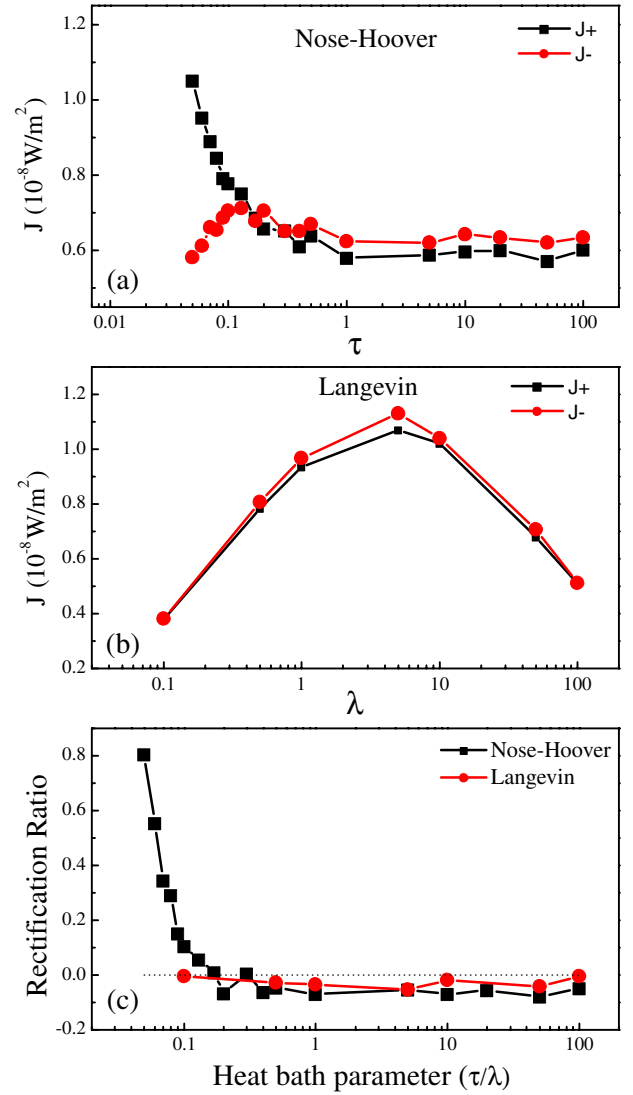 Nose-Hoover
J+
J-
J (10⁻⁸W/m²)
1.2
1.0
0.8
0.6
(a)
0.01 0.1 1 10 100
τ
Langevin
J+
J-
J (10⁻⁸W/m²)
1.2
1.0
0.8
0.6
0.4
0.2
(b)
0.1 1 10 100
λ
Nose-Hoover
Langevin
Rectification Ratio
0.8
0.6
0.4
0.2
0.0
-0.2
(c)
0.1 1 10 100
Heat bath parameter (τ/λ)